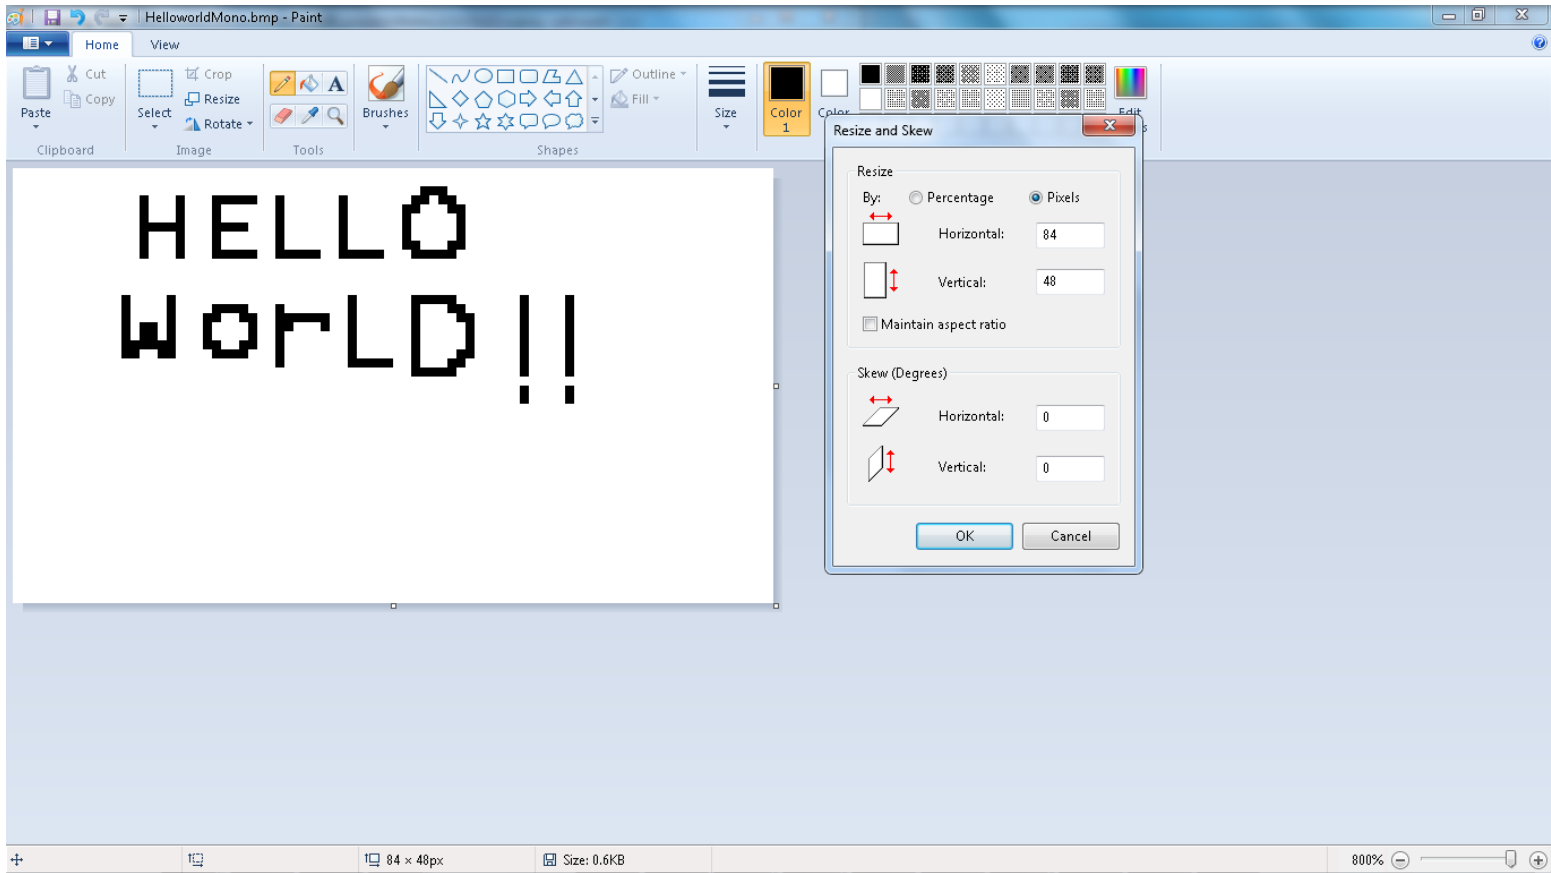 HelloworldMono.bmp - Paint
Home View
Paste
Cut
Copy
Clipboard
Select
Crop
Resize
Rotate
Image
A
Tools
Brushes
Outline
Fill
Shapes
Size
Color
1
Color
Edit
Resize and Skew
Resize
By: Percentage Pixels
Horizontal: 84
Vertical: 48
Maintain aspect ratio
Skew (Degrees)
Horizontal: 0
Vertical: 0
OK Cancel
HELLO
WorLD!!
84 × 48px Size: 0.6KB 800%